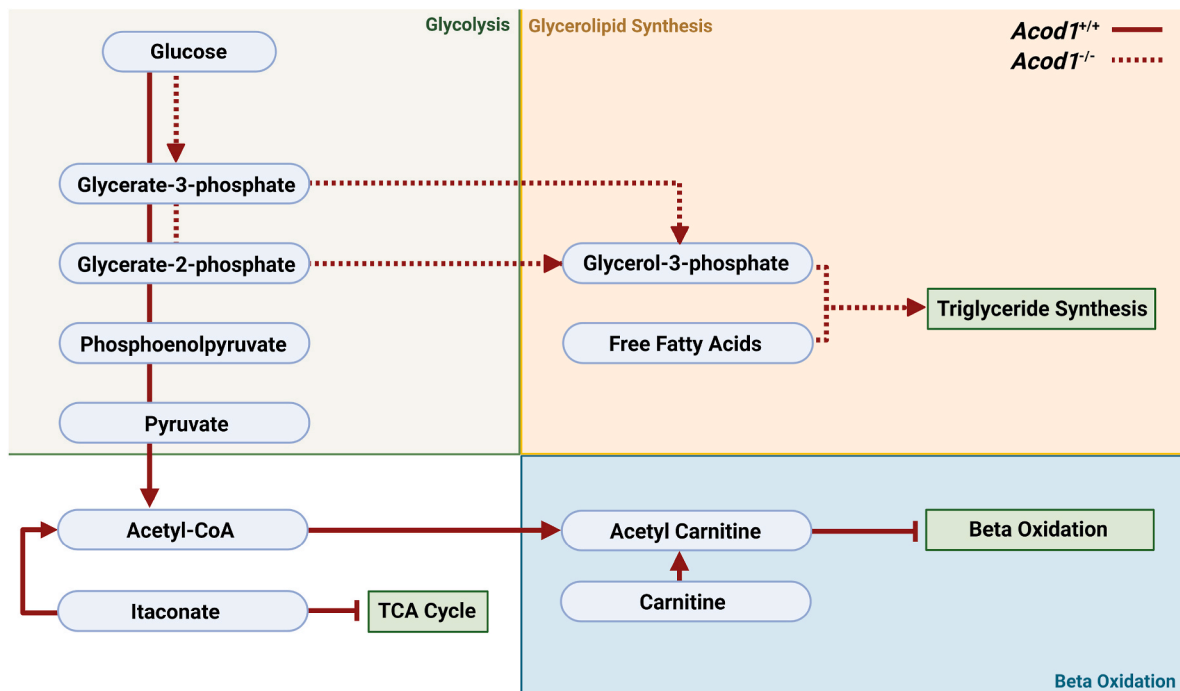 Glycolysis
Glycerolipid Synthesis
Acod1+/+
Acod1-/-
Glucose
Glycerate-3-phosphate
Glycerate-2-phosphate
Glycerol-3-phosphate
Triglyceride Synthesis
Phosphoenolpyruvate
Free Fatty Acids
Pyruvate
Acetyl-CoA
Acetyl Carnitine
Beta Oxidation
Itaconate
TCA Cycle
Carnitine
Beta Oxidation